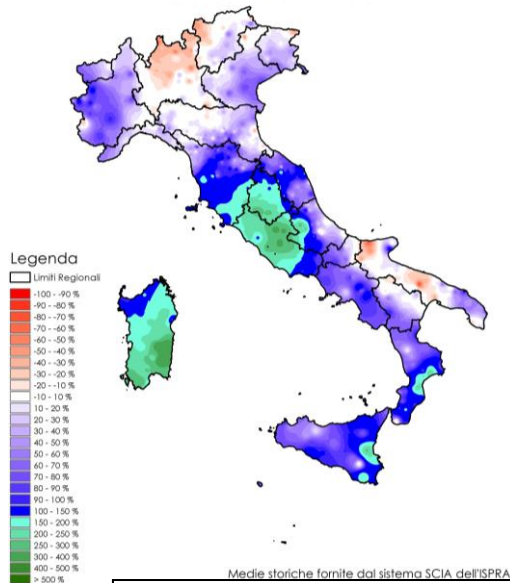 Legenda
Limiti Regionali
-100 - -90 %
-90 - -80 %
-80 - -70 %
-70 - -60 %
-60 - -50 %
-50 - -40 %
-40 - -30 %
-30 - -20 %
-20 - -10 %
-10 - 10 %
10 - 20 %
20 - 30 %
30 - 40 %
40 - 50 %
50 - 60 %
60 - 70 %
70 - 80 %
80 - 90 %
90 - 100 %
100 - 150 %
150 - 200 %
200 - 250 %
250 - 300 %
300 - 400 %
400 - 500 %
> 500 %
Medie storiche fornite dal sistema SCIA dell'ISPRA